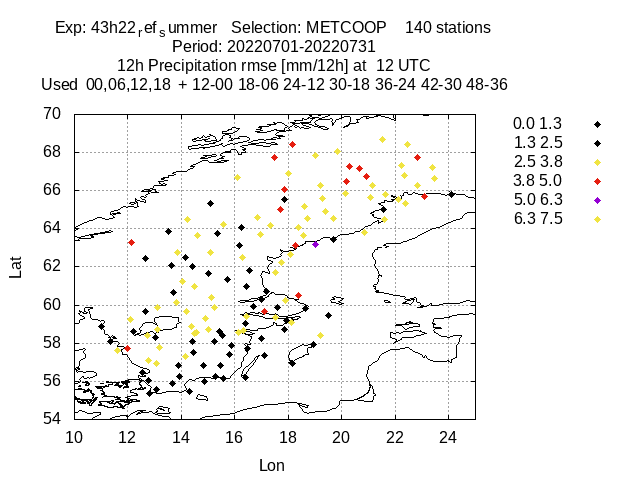 Exp: 43h22refsummer   Selection: METCOOP    140 stations
Period: 20220701-20220731
12h Precipitation rmse [mm/12h] at  12 UTC
Used  00,06,12,18  + 12-00 18-06 24-12 30-18 36-24 42-30 48-36
70
68
66
64
62
60
58
56
54
10 12 14 16 18 20 22 24
Lat
Lon
0.0 1.3
1.3 2.5
2.5 3.8
3.8 5.0
5.0 6.3
6.3 7.5